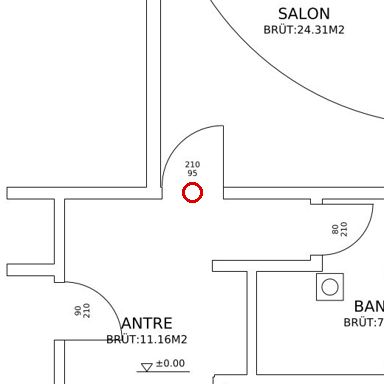 SALON
BRÜT:24.31M2
210
95
80
210
90
210
ANTRE
BRÜT:11.16M2
±0.00
BAN
BRÜT:7